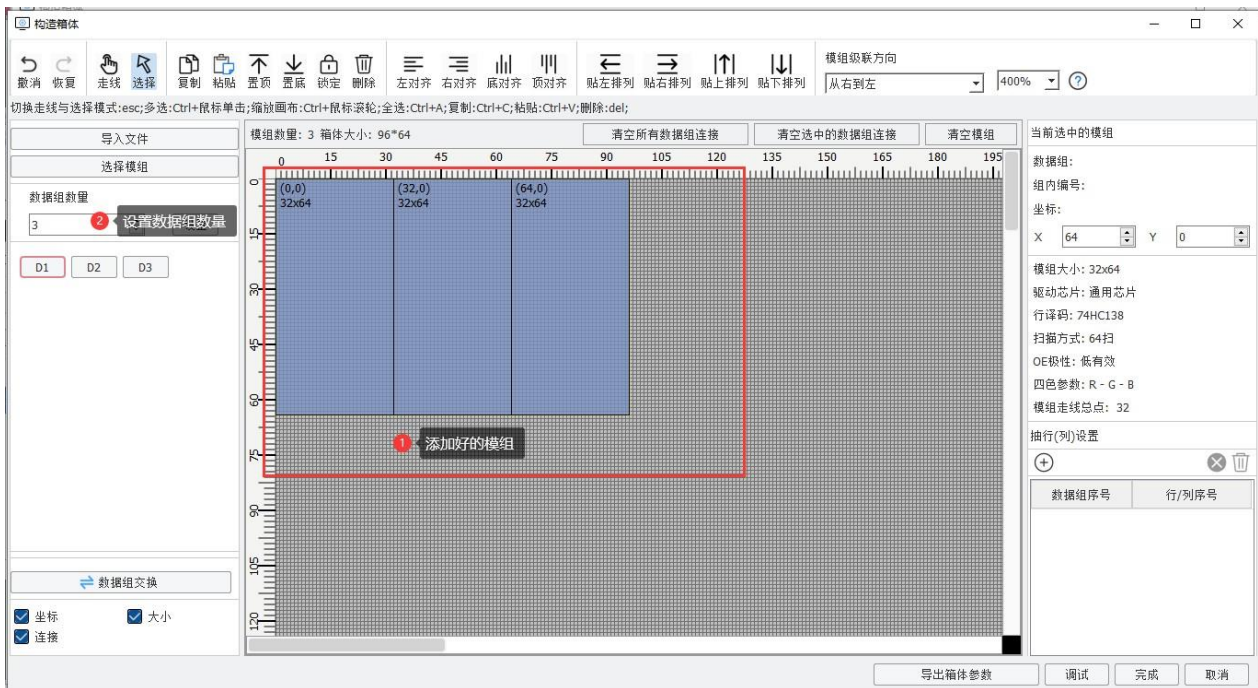 构造箱体
撤消 恢复 走线 选择 复制 粘贴 置顶 置底 锁定 删除 左对齐 右对齐 底对齐 顶对齐 贴左排列 贴右排列 贴上排列 贴下排列
模组级联方向
从右到左
400%
切换走线与选择模式:esc;多选:Ctrl+鼠标单击;缩放画布:Ctrl+鼠标滚轮;全选:Ctrl+A;复制:Ctrl+C;粘贴:Ctrl+V;删除:del;
导入文件
选择模组
数据组数量
3
2 设置数据组数量
D1 D2 D3
数据组交换
坐标 大小
连接
模组数量: 3 箱体大小: 96*64
清空所有数据组连接 清空选中的数据组连接 清空模组
0 15 30 45 60 75 90 105 120 135 150 165 180 195
0 15 30 45 60 75 90 105 120
(0,0) (32,0) (64,0)
32x64 32x64 32x64
1 添加好的模组
当前选中的模组
数据组:
组内编号:
坐标:
X 64 Y 0
模组大小: 32x64
驱动芯片: 通用芯片
行译码: 74HC138
扫描方式: 64扫
OE极性: 低有效
四色参数: R - G - B
模组走线总点: 32
抽行(列)设置
数据组序号 行/列序号
导出箱体参数 调试 完成 取消